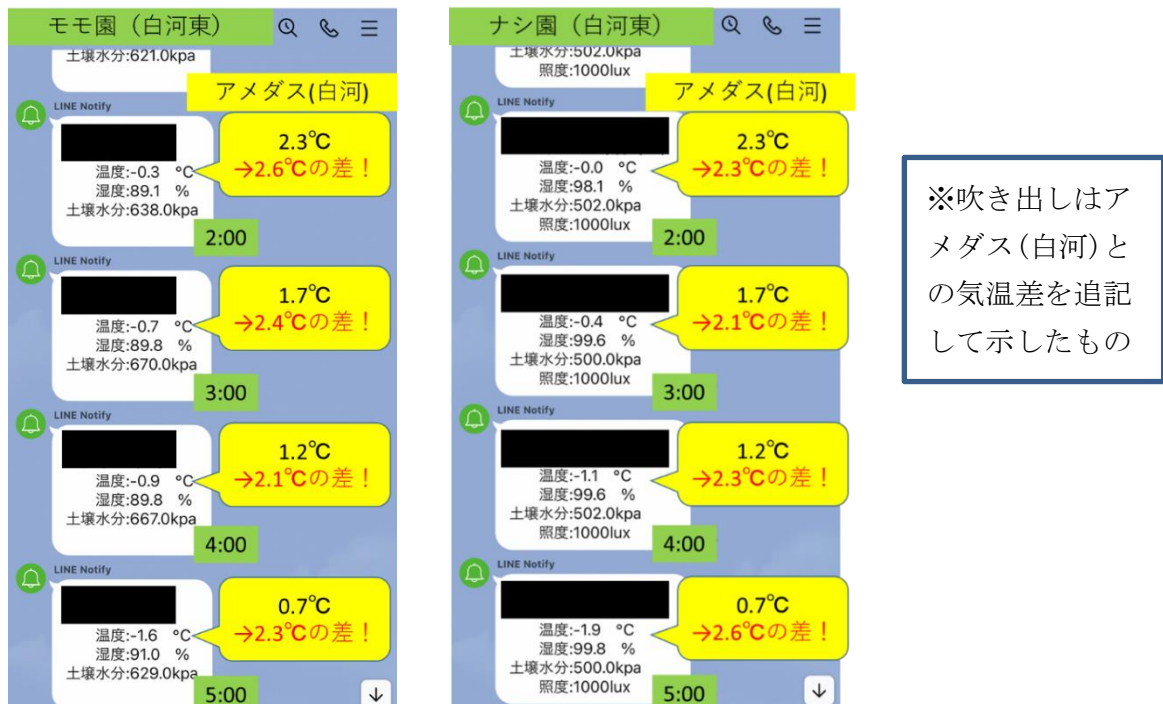 モモ園（白河東）
土壌水分:621.0kpa
アメダス(白河)
LINE Notify
温度:-0.3 °C
湿度:89.1 %
土壌水分:638.0kpa
2.3℃
→2.6℃の差！
2:00
LINE Notify
温度:-0.7 °C
湿度:89.8 %
土壌水分:670.0kpa
1.7℃
→2.4℃の差！
3:00
LINE Notify
温度:-0.9 °C
湿度:89.8 %
土壌水分:667.0kpa
1.2℃
→2.1℃の差！
4:00
LINE Notify
温度:-1.6 °C
湿度:91.0 %
土壌水分:629.0kpa
0.7℃
→2.3℃の差！
5:00
ナシ園（白河東）
土壌水分:502.0kpa
照度:1000lux
アメダス(白河)
LINE Notify
温度:-0.0 °C
湿度:98.1 %
土壌水分:502.0kpa
照度:1000lux
2.3℃
→2.3℃の差！
2:00
LINE Notify
温度:-0.4 °C
湿度:99.6 %
土壌水分:500.0kpa
照度:1000lux
1.7℃
→2.1℃の差！
3:00
LINE Notify
温度:-1.1 °C
湿度:99.6 %
土壌水分:502.0kpa
照度:1000lux
1.2℃
→2.3℃の差！
4:00
LINE Notify
温度:-1.9 °C
湿度:99.8 %
土壌水分:500.0kpa
照度:1000lux
0.7℃
→2.6℃の差！
5:00
※吹き出しはア
メダス(白河)と
の気温差を追記
して示したもの